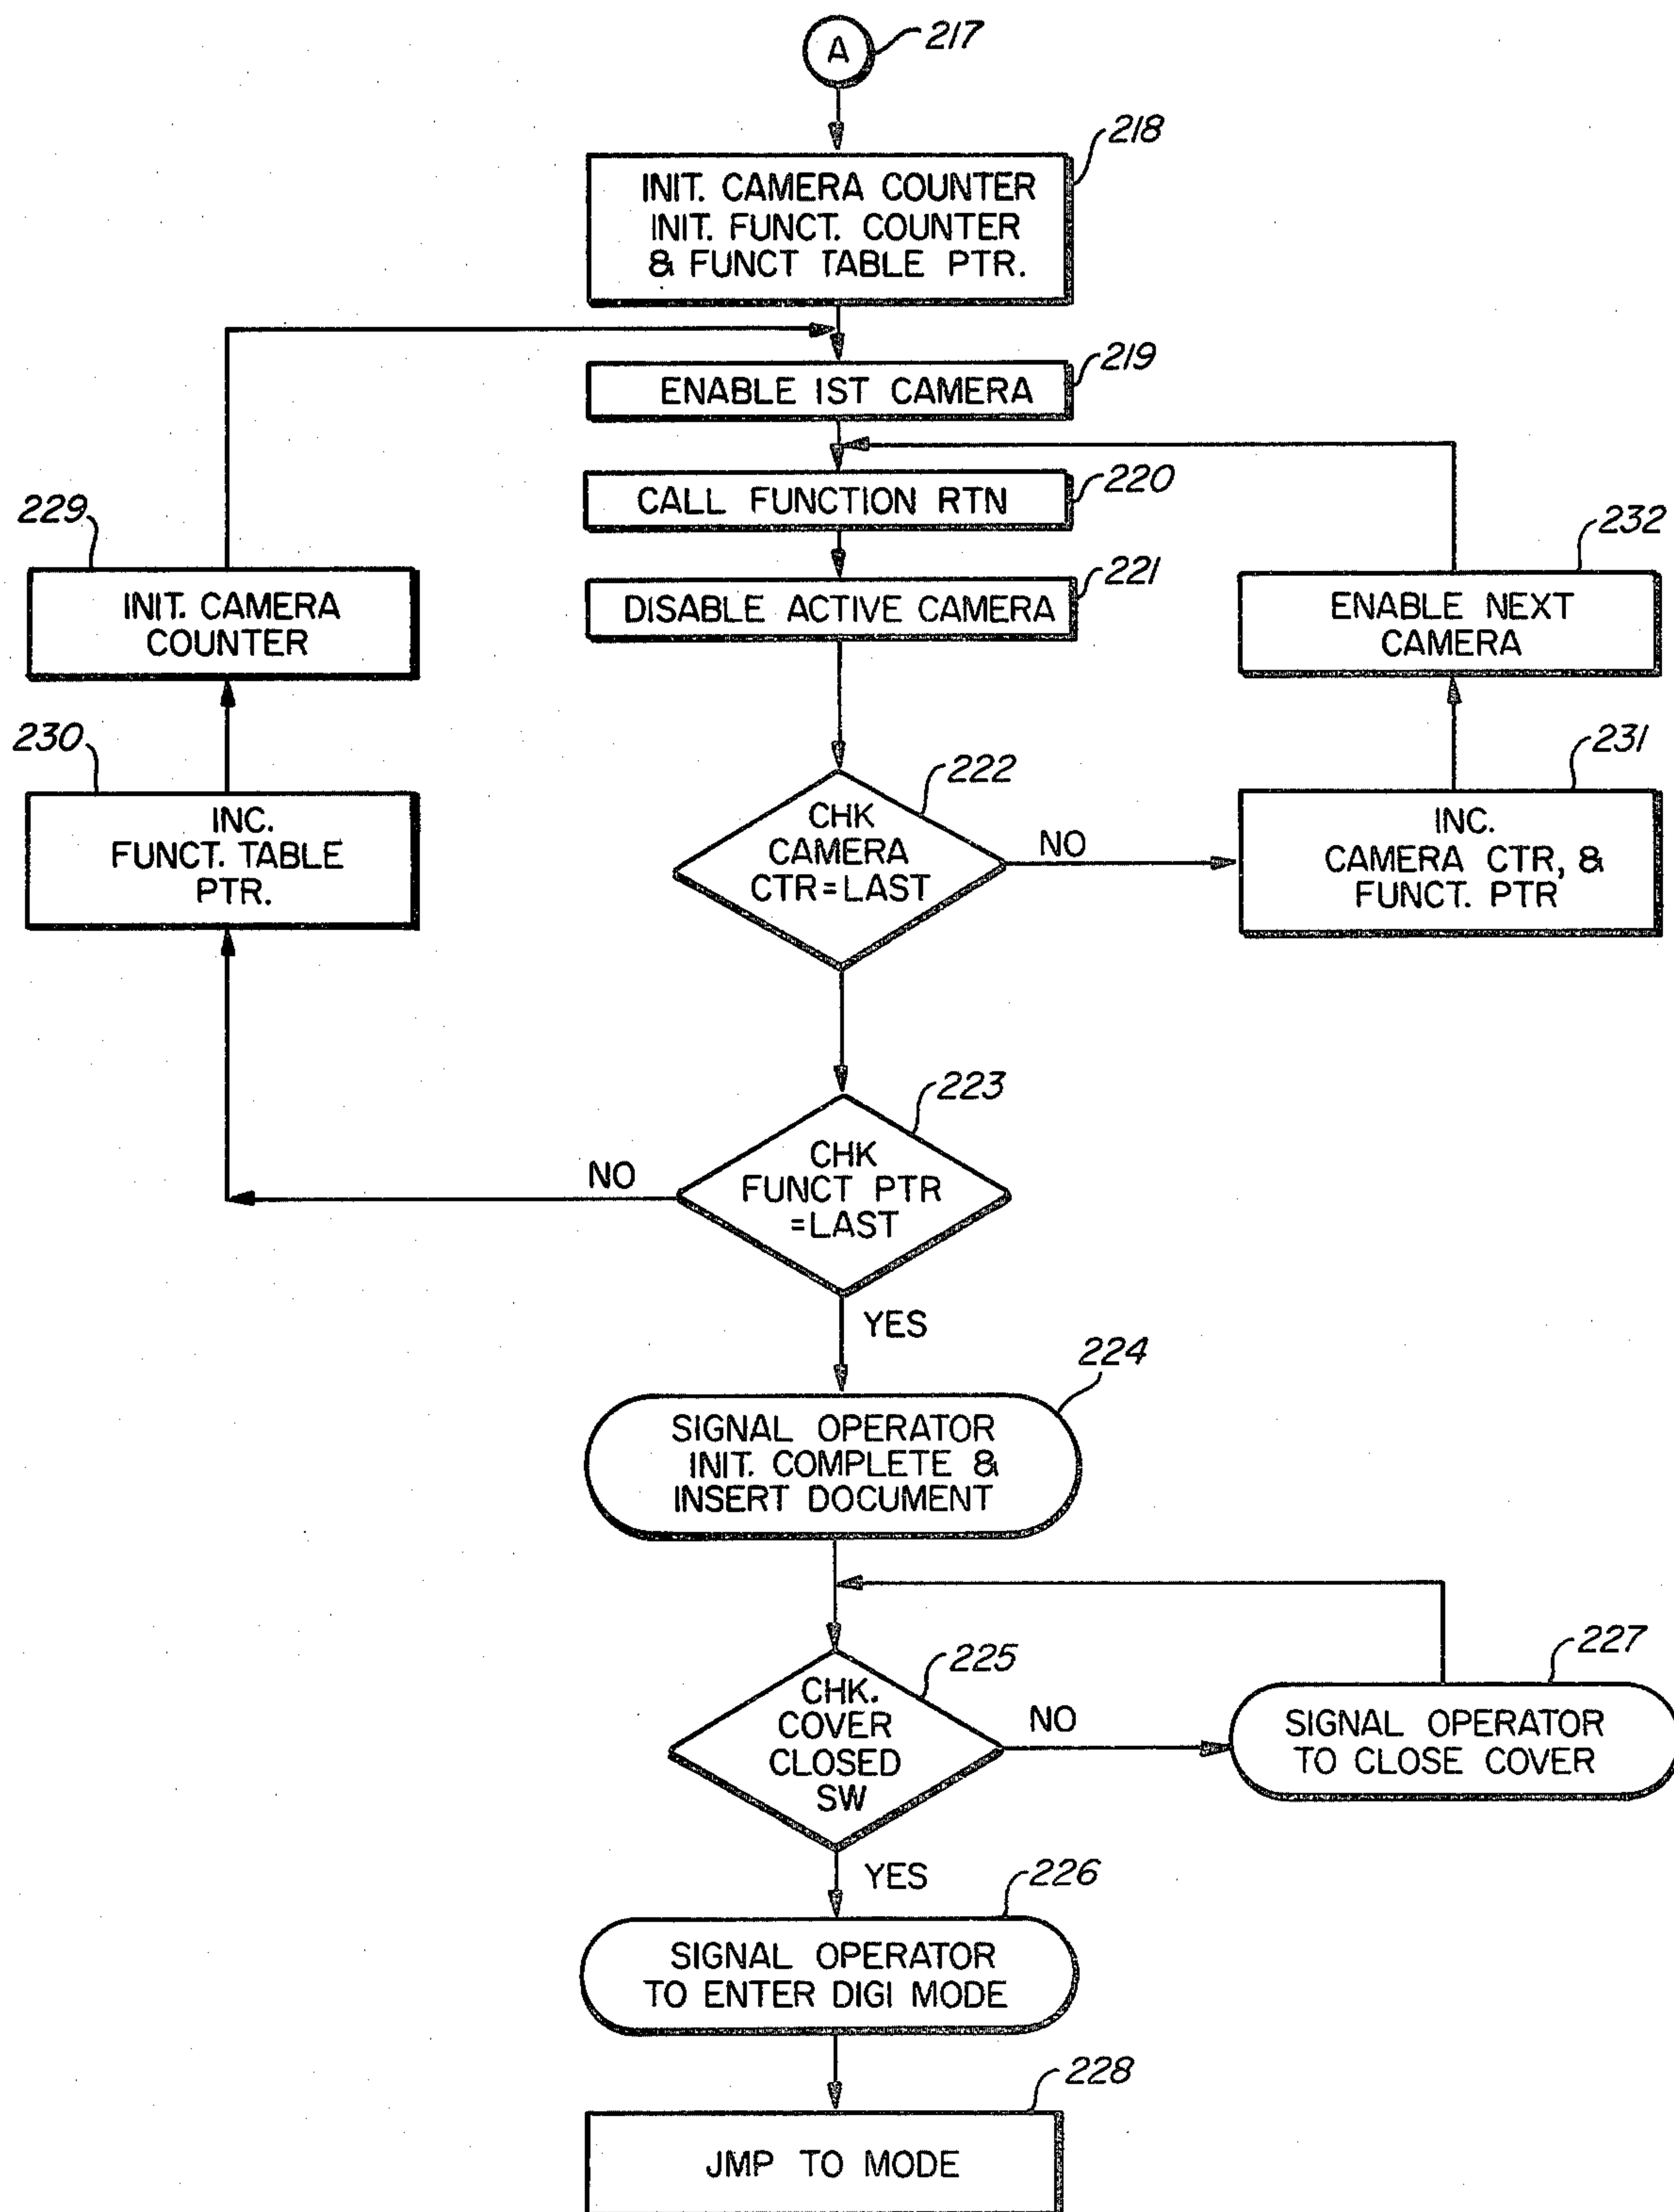 A
217
218
INIT. CAMERA COUNTER
INIT. FUNCT. COUNTER
& FUNCT TABLE PTR.
219
ENABLE 1ST CAMERA
220
CALL FUNCTION RTN
221
DISABLE ACTIVE CAMERA
229
INIT. CAMERA
COUNTER
232
ENABLE NEXT
CAMERA
230
INC.
FUNCT. TABLE
PTR.
222
CHK
CAMERA
CTR=LAST
NO
231
INC.
CAMERA CTR, &
FUNCT. PTR
223
CHK
FUNCT PTR
=LAST
NO
YES
224
SIGNAL OPERATOR
INIT. COMPLETE &
INSERT DOCUMENT
225
CHK.
COVER
CLOSED
SW
NO
227
SIGNAL OPERATOR
TO CLOSE COVER
YES
226
SIGNAL OPERATOR
TO ENTER DIGI MODE
228
JMP TO MODE